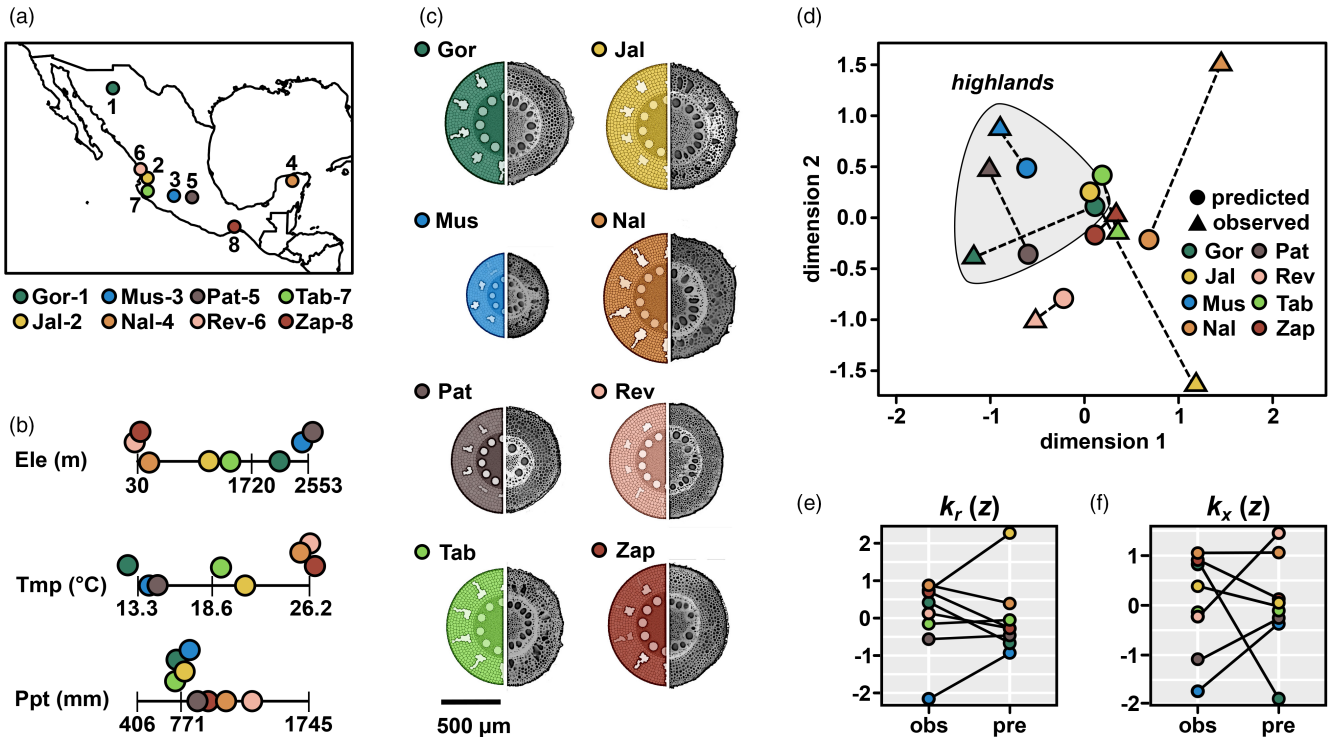 (a)
1
6
2
3
5
4
7
8
Gor-1 Mus-3 Pat-5 Tab-7
Jal-2 Nal-4 Rev-6 Zap-8
(b)
Ele (m)
30 1720 2553
Tmp (°C)
13.3 18.6 26.2
Ppt (mm)
406 771 1745
(c)
Gor Jal
Mus Nal
Pat Rev
Tab Zap
500 µm
(d)
highlands
dimension 2
1.5
1.0
0.5
0.0
-0.5
-1.0
-1.5
-2 -1 0 1 2
dimension 1
predicted
observed
Gor Pat
Jal Rev
Mus Tab
Nal Zap
(e)
kr (z)
2
1
0
-1
-2
obs pre
(f)
kx (z)
1
0
-1
-2
obs pre